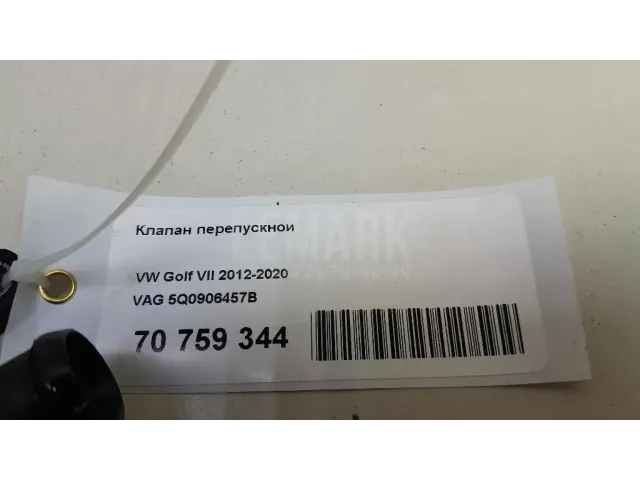 Клапан перепускной
VW Golf VII 2012-2020
VAG 5Q0906457B
70 759 344